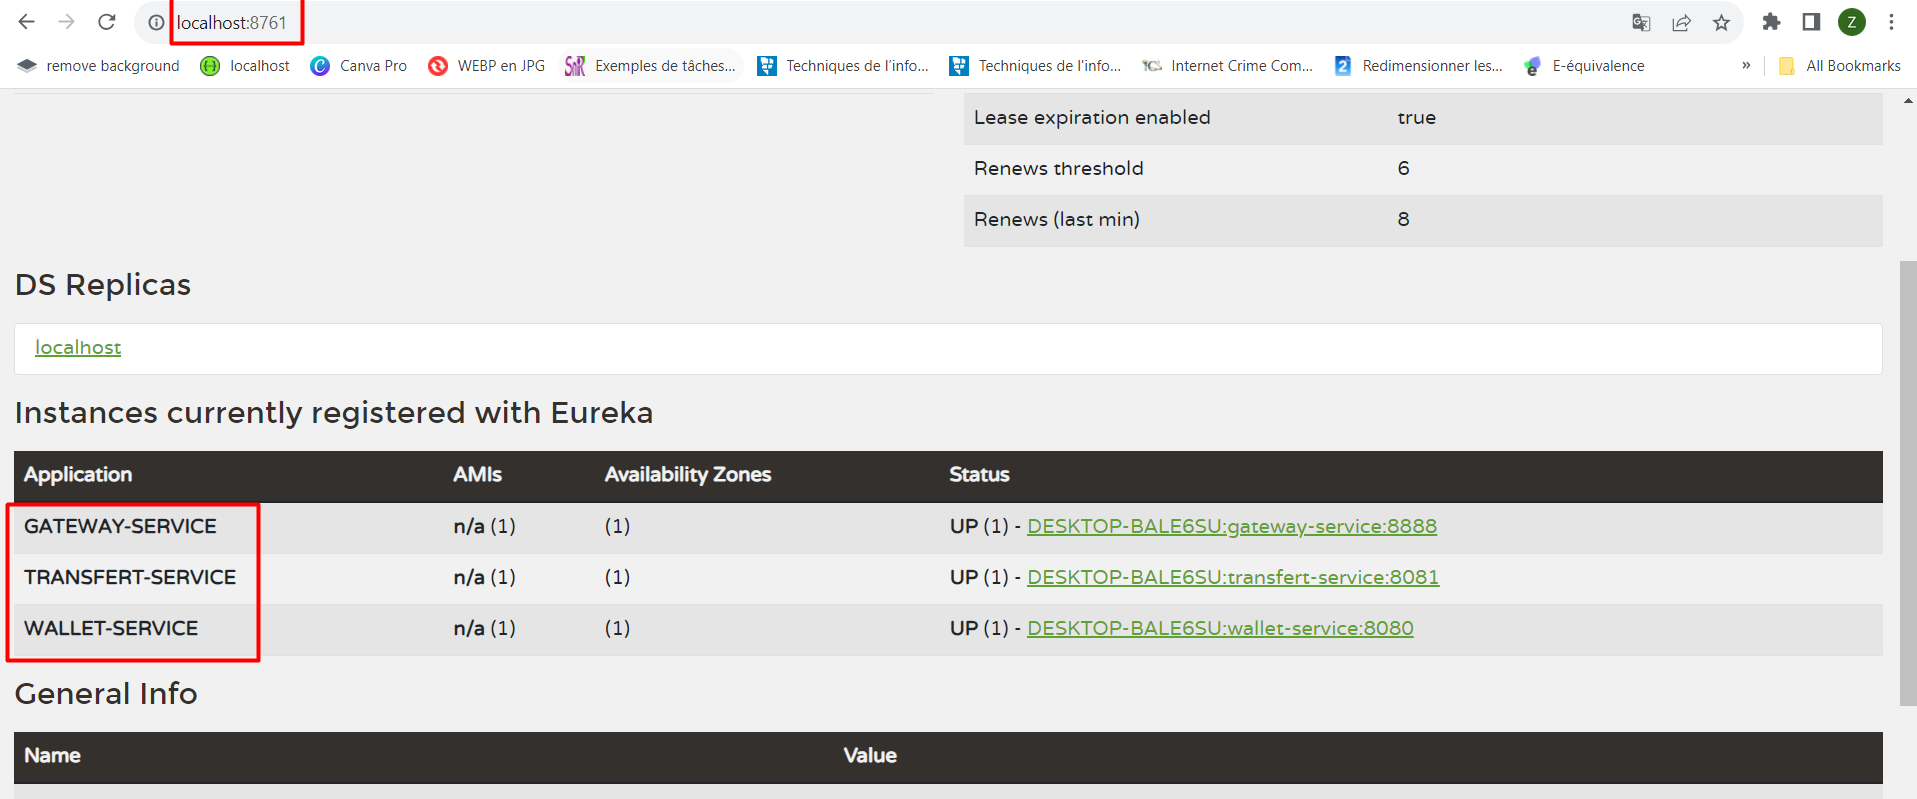 localhost:8761
Z
remove background
localhost
Canva Pro
WEBP en JPG
Exemples de tâches...
Techniques de l'info...
Techniques de l'info...
Internet Crime Com...
Redimensionner les...
E-équivalence
»
All Bookmarks
Lease expiration enabled true
Renews threshold 6
Renews (last min) 8
DS Replicas
localhost
Instances currently registered with Eureka
Application AMIs Availability Zones Status
GATEWAY-SERVICE n/a (1) (1) UP (1) - DESKTOP-BALE6SU:gateway-service:8888
TRANSFERT-SERVICE n/a (1) (1) UP (1) - DESKTOP-BALE6SU:transfert-service:8081
WALLET-SERVICE n/a (1) (1) UP (1) - DESKTOP-BALE6SU:wallet-service:8080
General Info
Name Value